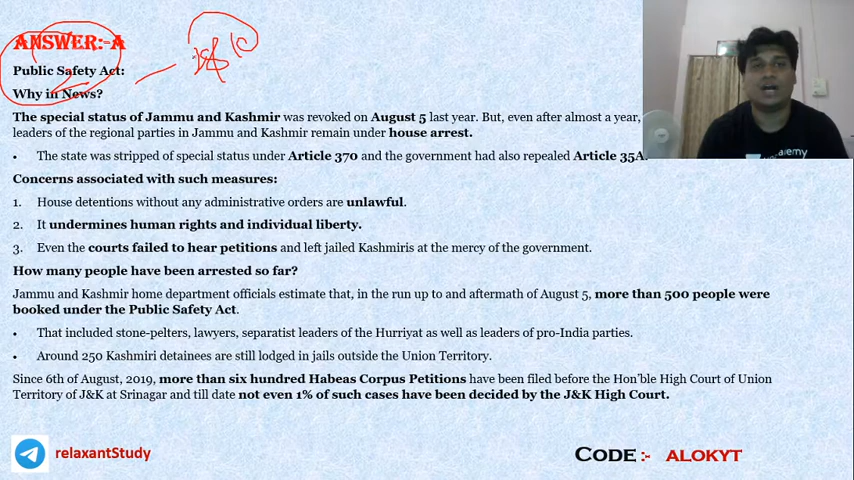 ANSWER:-A
Public Safety Act:
Why in News?
The special status of Jammu and Kashmir was revoked on August 5 last year. But, even after almost a year,
leaders of the regional parties in Jammu and Kashmir remain under house arrest.
• The state was stripped of special status under Article 370 and the government had also repealed Article 35A.
Concerns associated with such measures:
1. House detentions without any administrative orders are unlawful.
2. It undermines human rights and individual liberty.
3. Even the courts failed to hear petitions and left jailed Kashmiris at the mercy of the government.
How many people have been arrested so far?
Jammu and Kashmir home department officials estimate that, in the run up to and aftermath of August 5, more than 500 people were
booked under the Public Safety Act.
• That included stone-pelters, lawyers, separatist leaders of the Hurriyat as well as leaders of pro-India parties.
• Around 250 Kashmiri detainees are still lodged in jails outside the Union Territory.
Since 6th of August, 2019, more than six hundred Habeas Corpus Petitions have been filed before the Hon'ble High Court of Union
Territory of J&K at Srinagar and till date not even 1% of such cases have been decided by the J&K High Court.
relaxantStudy
CODE :- ALOKYT